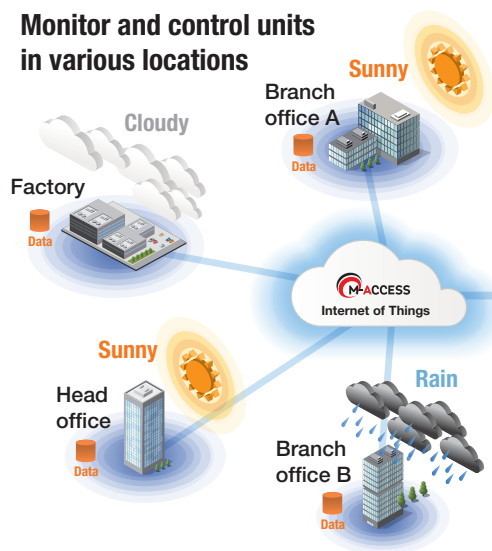 Monitor and control units
in various locations
Sunny
Branch
office A
Data
Cloudy
Factory
Data
M-ACCESS
Internet of Things
Sunny
Head
office
Data
Rain
Branch
office B
Data